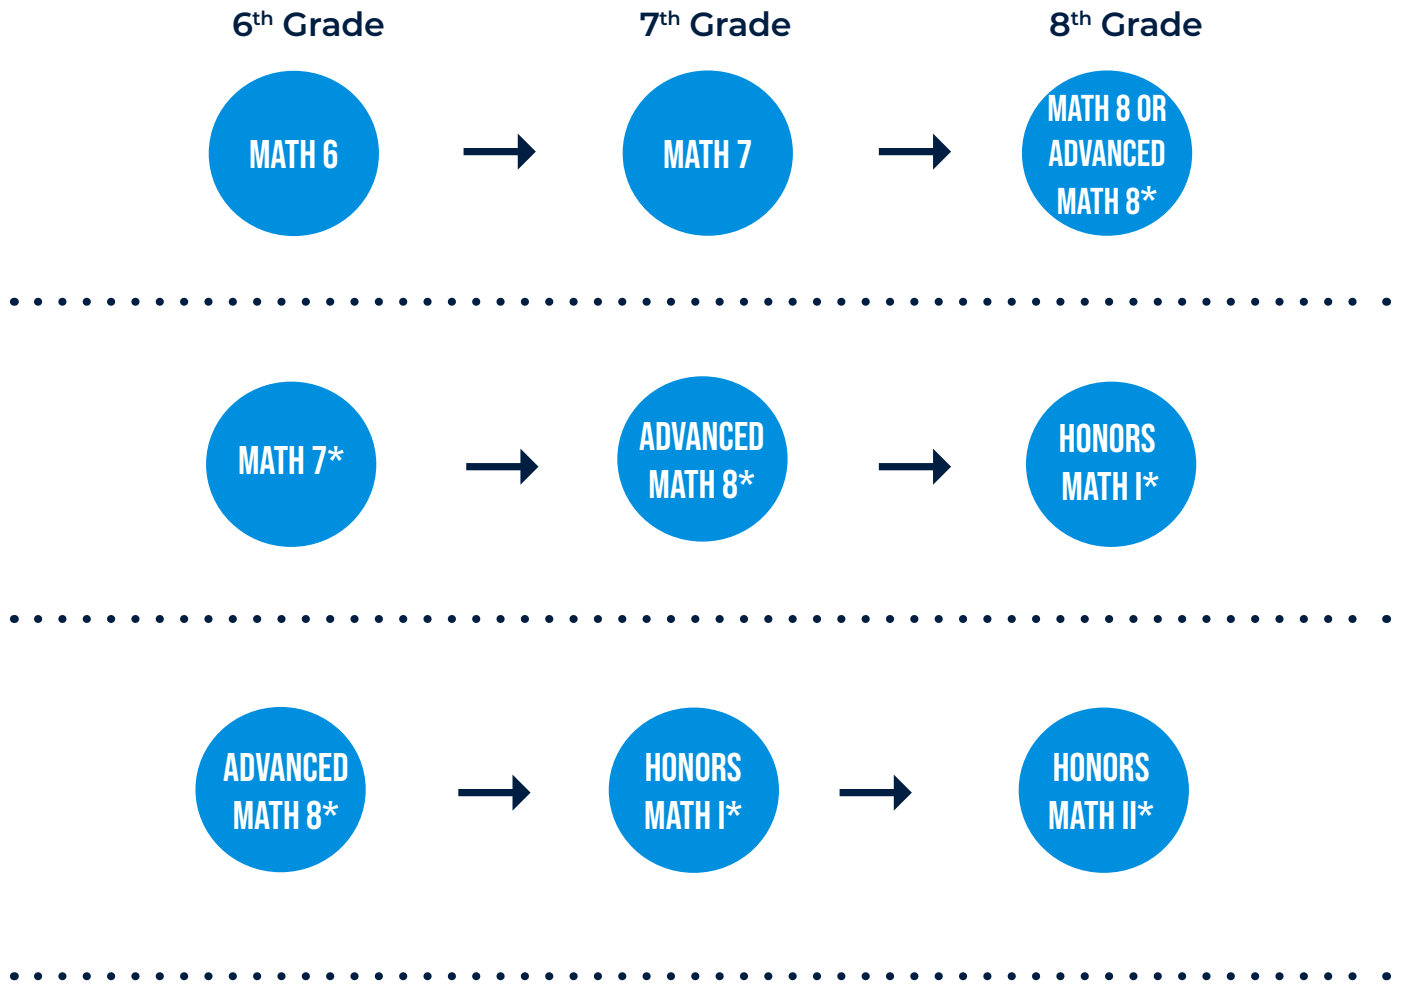 6th Grade
7th Grade
8th Grade
MATH 6
MATH 7
MATH 8 OR
ADVANCED
MATH 8*
MATH 7*
ADVANCED
MATH 8*
HONORS
MATH I*
ADVANCED
MATH 8*
HONORS
MATH I*
HONORS
MATH II*